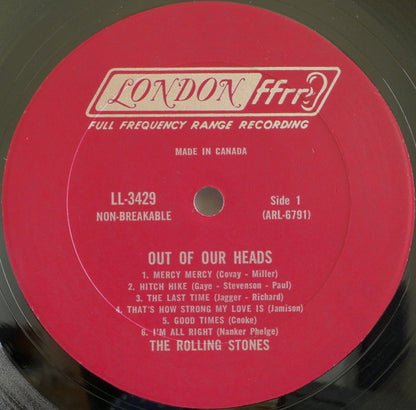 LONDON ffrr
FULL FREQUENCY RANGE RECORDING
MADE IN CANADA
LL-3429
NON-BREAKABLE
Side 1
(ARL-6791)
OUT OF OUR HEADS
1. MERCY MERCY (Covay - Miller)
2. HITCH HIKE (Gaye - Stevenson - Paul)
3. THE LAST TIME (Jagger - Richard)
4. THAT'S HOW STRONG MY LOVE IS (Jamison)
5. GOOD TIMES (Cooke)
6. I'M ALL RIGHT (Nanker Phelge)
THE ROLLING STONES